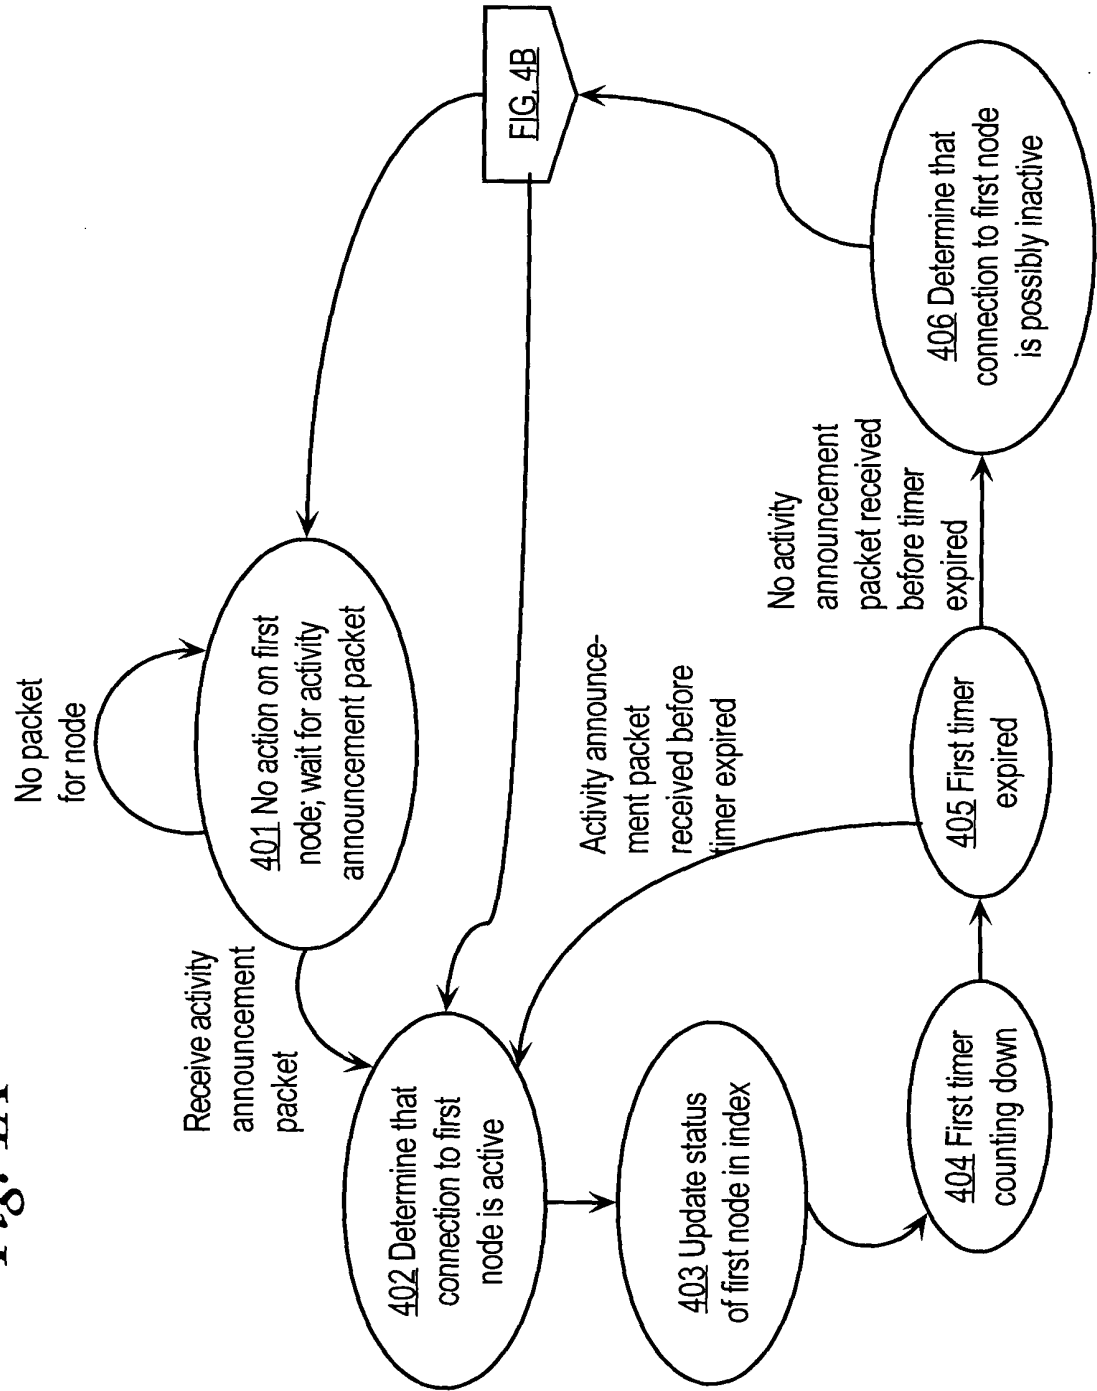 No packet
for node
401 No action on first
node; wait for activity
announcement packet
Receive activity
announcement
packet
402 Determine that
connection to first
node is active
403 Update status
of first node in index
404 First timer
counting down
405 First timer
expired
Activity announce-
ment packet
received before
timer expired
No activity
announcement
packet received
before timer
expired
406 Determine that
connection to first node
is possibly inactive
FIG. 4B